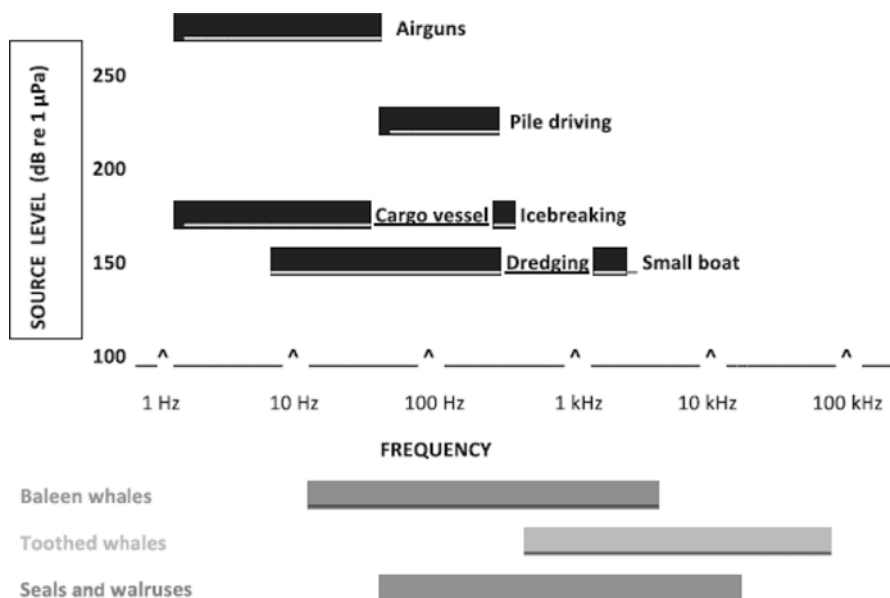 SOURCE LEVEL (dB re 1 µPa)
Airguns
250
Pile driving
200
Cargo vessel Icebreaking
150 Dredging Small boat
100 ^ ^ ^ ^ ^ ^
1 Hz 10 Hz 100 Hz 1 kHz 10 kHz 100 kHz
FREQUENCY
Baleen whales
Toothed whales
Seals and walruses